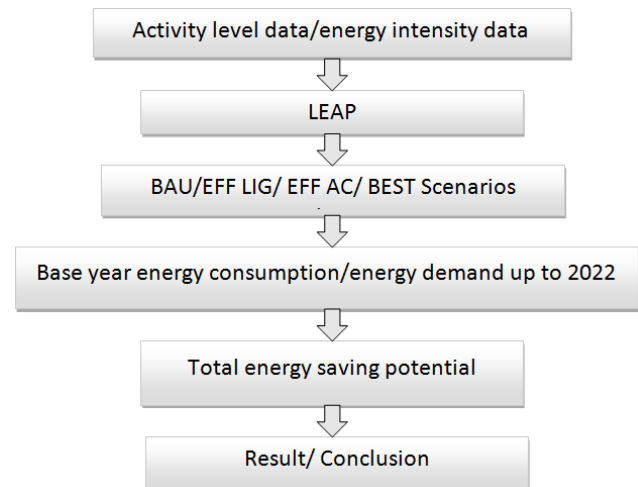 Activity level data/energy intensity data
LEAP
BAU/EFF LIG/ EFF AC/ BEST Scenarios
Base year energy consumption/energy demand up to 2022
Total energy saving potential
Result/ Conclusion